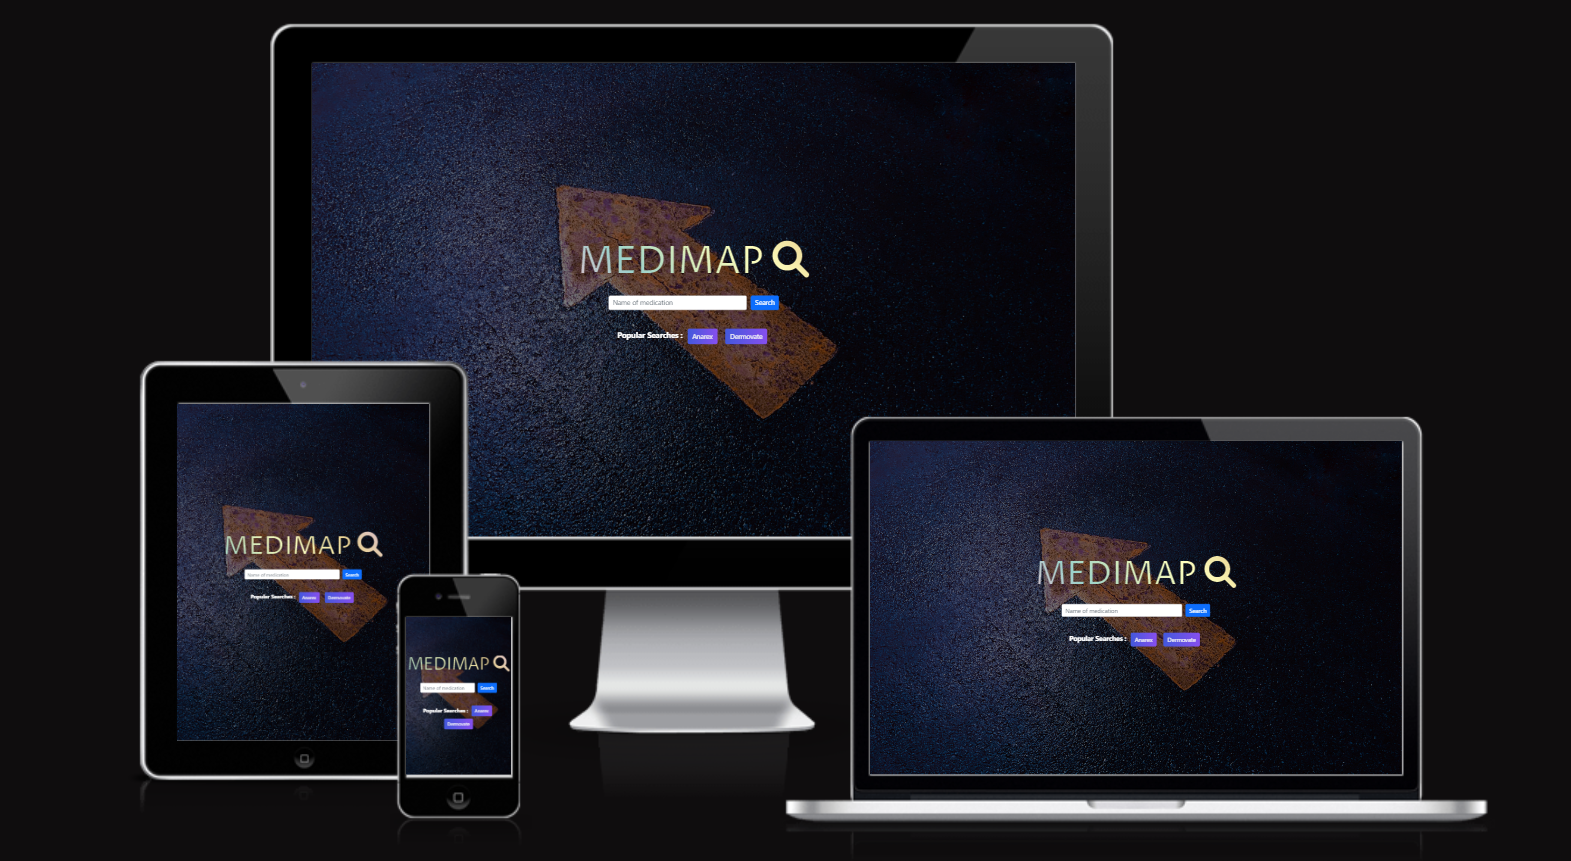 MEDIMAP
Name of medication Search
Popular Searches : Anarex Dermovate
MEDIMAP
Name of medication Search
Popular Searches : Anarex Dermovate
MEDIMAP
Name of medication Search
Popular Searches : Anarex
Dermovate
MEDIMAP
Name of medication Search
Popular Searches : Anarex Dermovate